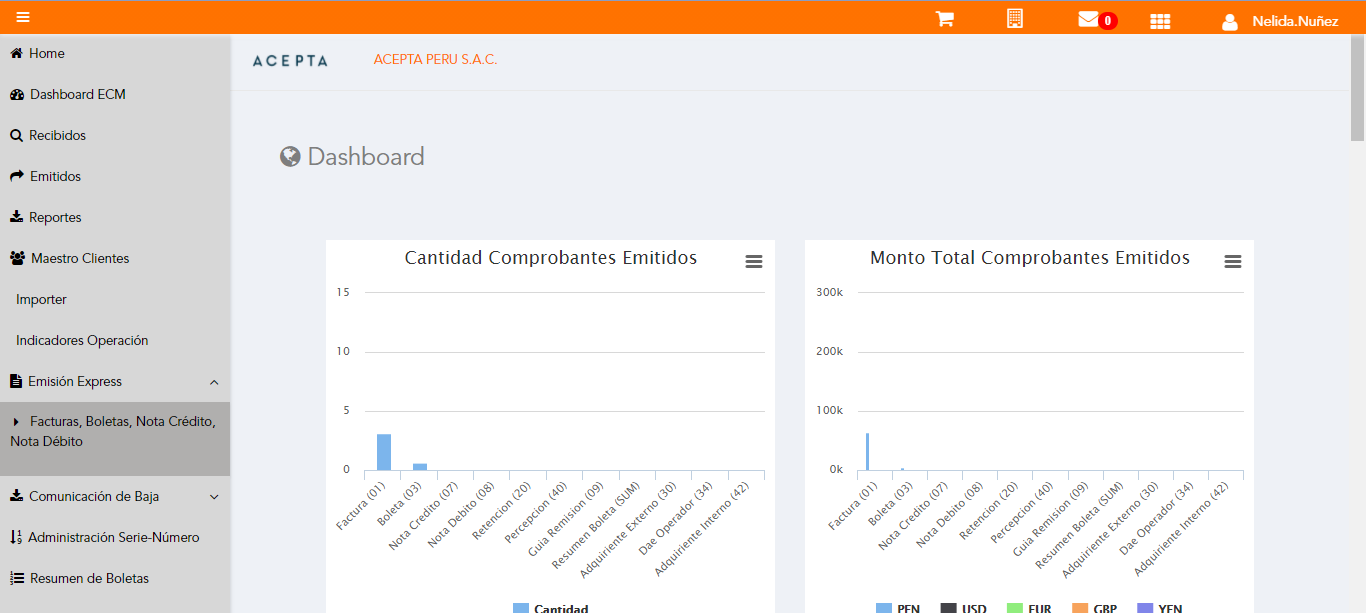 0
Nelida.Nuñez
Home
Dashboard ECM
Recibidos
Emitidos
Reportes
Maestro Clientes
Importer
Indicadores Operación
Emisión Express
Facturas, Boletas, Nota Crédito,
Nota Débito
Comunicación de Baja
Administración Serie-Número
Resumen de Boletas
ACEPTA
ACEPTA PERU S.A.C.
Dashboard
Cantidad Comprobantes Emitidos
15
10
5
0
Factura (01)
Boleta (03)
Nota Credito (07)
Nota Debito (08)
Retencion (20)
Percepcion (40)
Guia Remision (09)
Resumen Boleta (SUM)
Adquiriente Externo (30)
Dae Operador (34)
Adquiriente Interno (42)
Cantidad
Monto Total Comprobantes Emitidos
300k
200k
100k
0k
Factura (01)
Boleta (03)
Nota Credito (07)
Nota Debito (08)
Retencion (20)
Percepcion (40)
Guia Remision (09)
Resumen Boleta (SUM)
Adquiriente Externo (30)
Dae Operador (34)
Adquiriente Interno (42)
PEN USD EUR GBP YEN